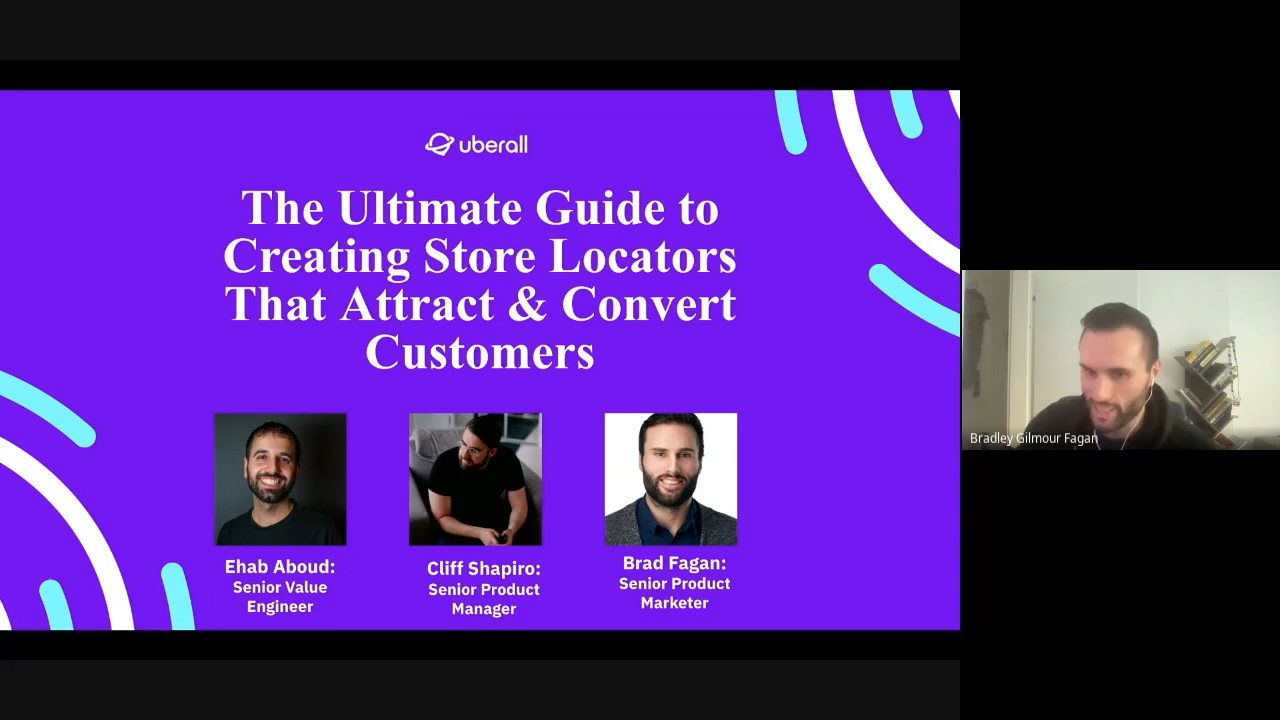 uberall
The Ultimate Guide to
Creating Store Locators
That Attract & Convert
Customers
Ehab Aboud:
Senior Value
Engineer
Cliff Shapiro:
Senior Product
Manager
Brad Fagan:
Senior Product
Marketer
Bradley Gilmour Fagan